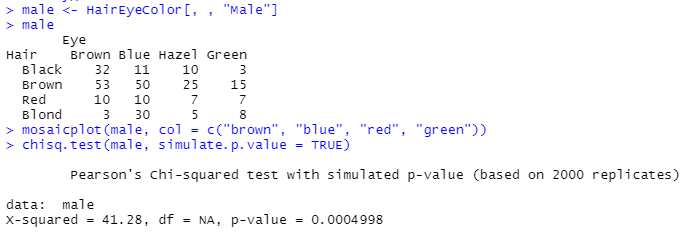 > male <- HairEyeColor[, , "Male"]
> male
       Eye
Hair    Brown Blue Hazel Green
  Black    32   11    10     3
  Brown    53   50    25    15
  Red      10   10     7     7
  Blond     3   30     5     8
> mosaicplot(male, col = c("brown", "blue", "red", "green"))
> chisq.test(male, simulate.p.value = TRUE)
        Pearson's Chi-squared test with simulated p-value (based on 2000 replicates)
data:  male
X-squared = 41.28, df = NA, p-value = 0.0004998